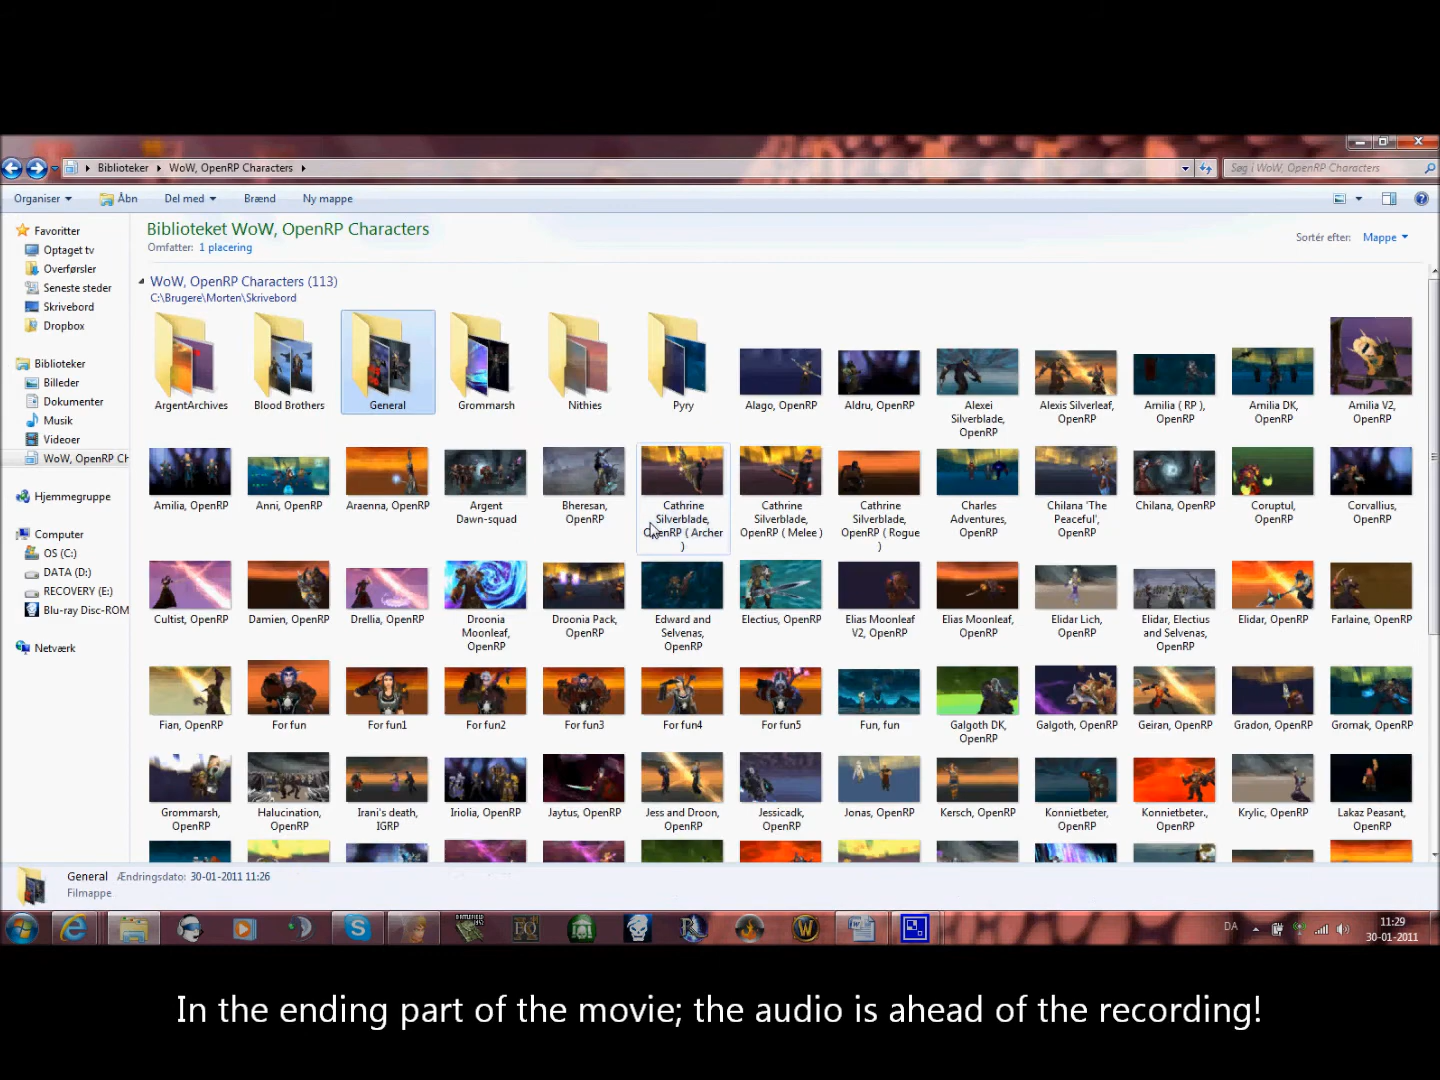 Biblioteker
WoW, OpenRP Characters
Søg i WoW, OpenRP Characters
Organiser
Åbn
Del med
Brænd
Ny mappe
Favoritter
Optaget tv
Overførsler
Seneste steder
Skrivebord
Dropbox
Biblioteker
Billeder
Dokumenter
Musik
Videoer
WoW, OpenRP Ch
Hjemmegruppe
Computer
OS (C:)
DATA (D:)
RECOVERY (E:)
Blu-ray Disc-ROM
Netværk
Biblioteket WoW, OpenRP Characters
Omfatter: 1 placering
Sortér efter: Mappe
WoW, OpenRP Characters (113)
C:\Brugere\Morten\Skrivebord
ArgentArchives
Blood Brothers
General
Grommarsh
Nithies
Pyry
Alago, OpenRP
Aldru, OpenRP
Alexei
Silverblade,
OpenRP
Alexis Silverleaf,
OpenRP
Amilia ( RP ),
OpenRP
Amilia DK,
OpenRP
Amilia V2,
OpenRP
Amilia, OpenRP
Anni, OpenRP
Araenna, OpenRP
Argent
Dawn-squad
Bheresan,
OpenRP
Cathrine
Silverblade,
OpenRP ( Archer
)
Cathrine
Silverblade,
OpenRP ( Melee )
Cathrine
Silverblade,
OpenRP ( Rogue
)
Charles
Adventures,
OpenRP
Chilana 'The
Peaceful',
OpenRP
Chilana, OpenRP
Coruptul,
OpenRP
Corvallius,
OpenRP
Cultist, OpenRP
Damien, OpenRP
Drellia, OpenRP
Droonia
Moonleaf,
OpenRP
Droonia Pack,
OpenRP
Edward and
Selvenas,
OpenRP
Electius, OpenRP
Elias Moonleaf
V2, OpenRP
Elias Moonleaf,
OpenRP
Elidar Lich,
OpenRP
Elidar, Electius
and Selvenas,
OpenRP
Elidar, OpenRP
Farlaine, OpenRP
Fian, OpenRP
For fun
For fun1
For fun2
For fun3
For fun4
For fun5
Fun, fun
Galgoth DK,
OpenRP
Galgoth, OpenRP
Geiran, OpenRP
Gradon, OpenRP
Gromak, OpenRP
Grommarsh,
OpenRP
Halucination,
OpenRP
Irani's death,
IGRP
Iriolia, OpenRP
Jaytus, OpenRP
Jess and Droon,
OpenRP
Jessicadk,
OpenRP
Jonas, OpenRP
Kersch, OpenRP
Konnietbeter,
OpenRP
Konnietbeter.,
OpenRP
Krylic, OpenRP
Lakaz Peasant,
OpenRP
General Ændringsdato: 30-01-2011 11:26
Filmappe
EQ
DA
11:29
30-01-2011
In the ending part of the movie; the audio is ahead of the recording!